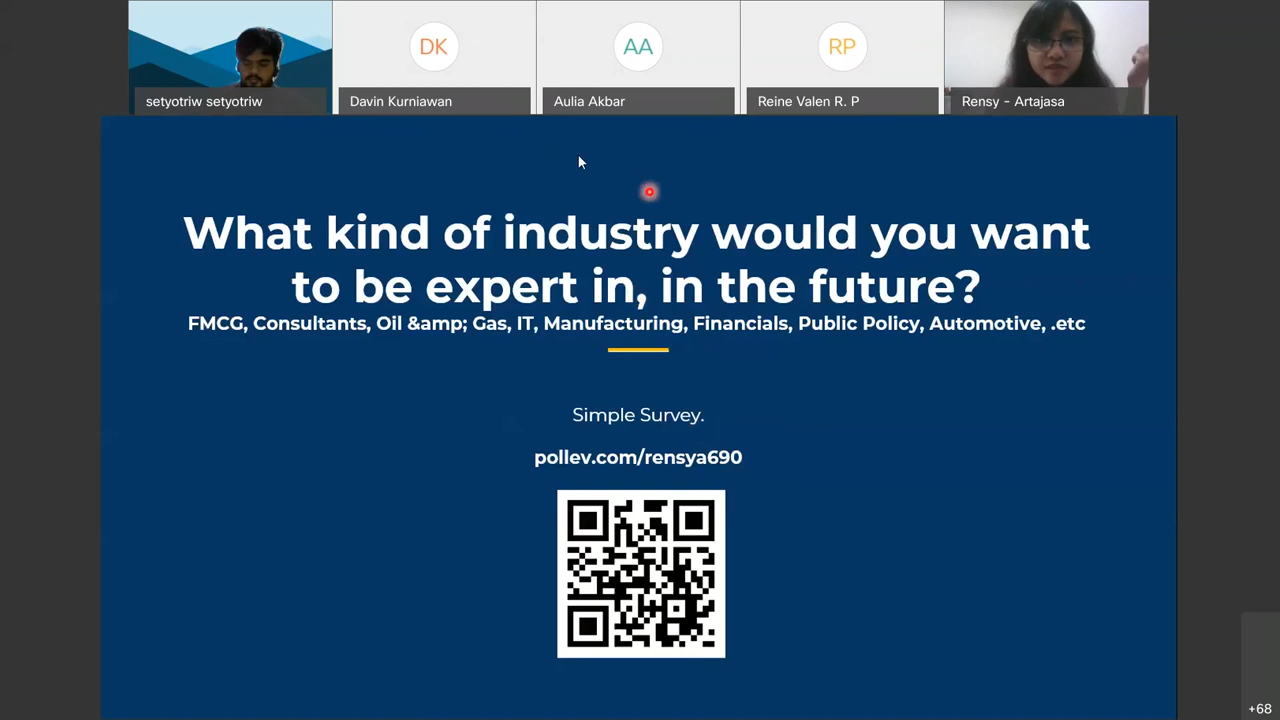 DK
AA
RP
setyotriw setyotriw
Davin Kurniawan
Aulia Akbar
Reine Valen R. P
Rensy - Artajasa
What kind of industry would you want
to be expert in, in the future?
FMCG, Consultants, Oil &amp; Gas, IT, Manufacturing, Financials, Public Policy, Automotive, .etc
Simple Survey.
pollev.com/rensya690
+68